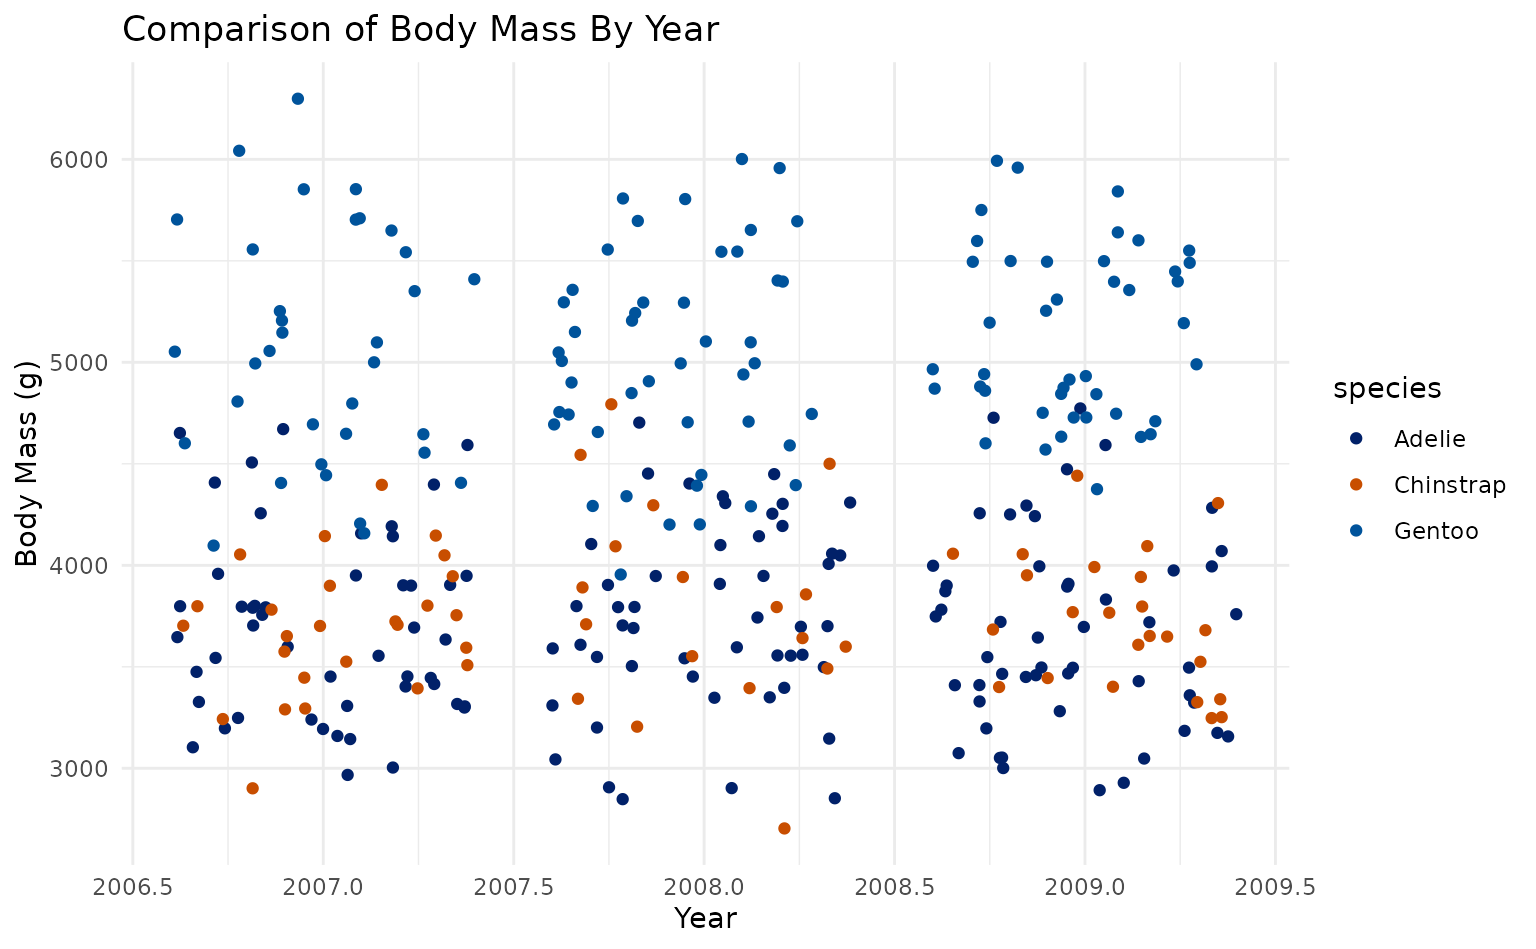 Comparison of Body Mass By Year
Body Mass (g)
6000
5000
4000
3000
2006.5 2007.0 2007.5 2008.0 2008.5 2009.0 2009.5
Year
species
Adelie
Chinstrap
Gentoo